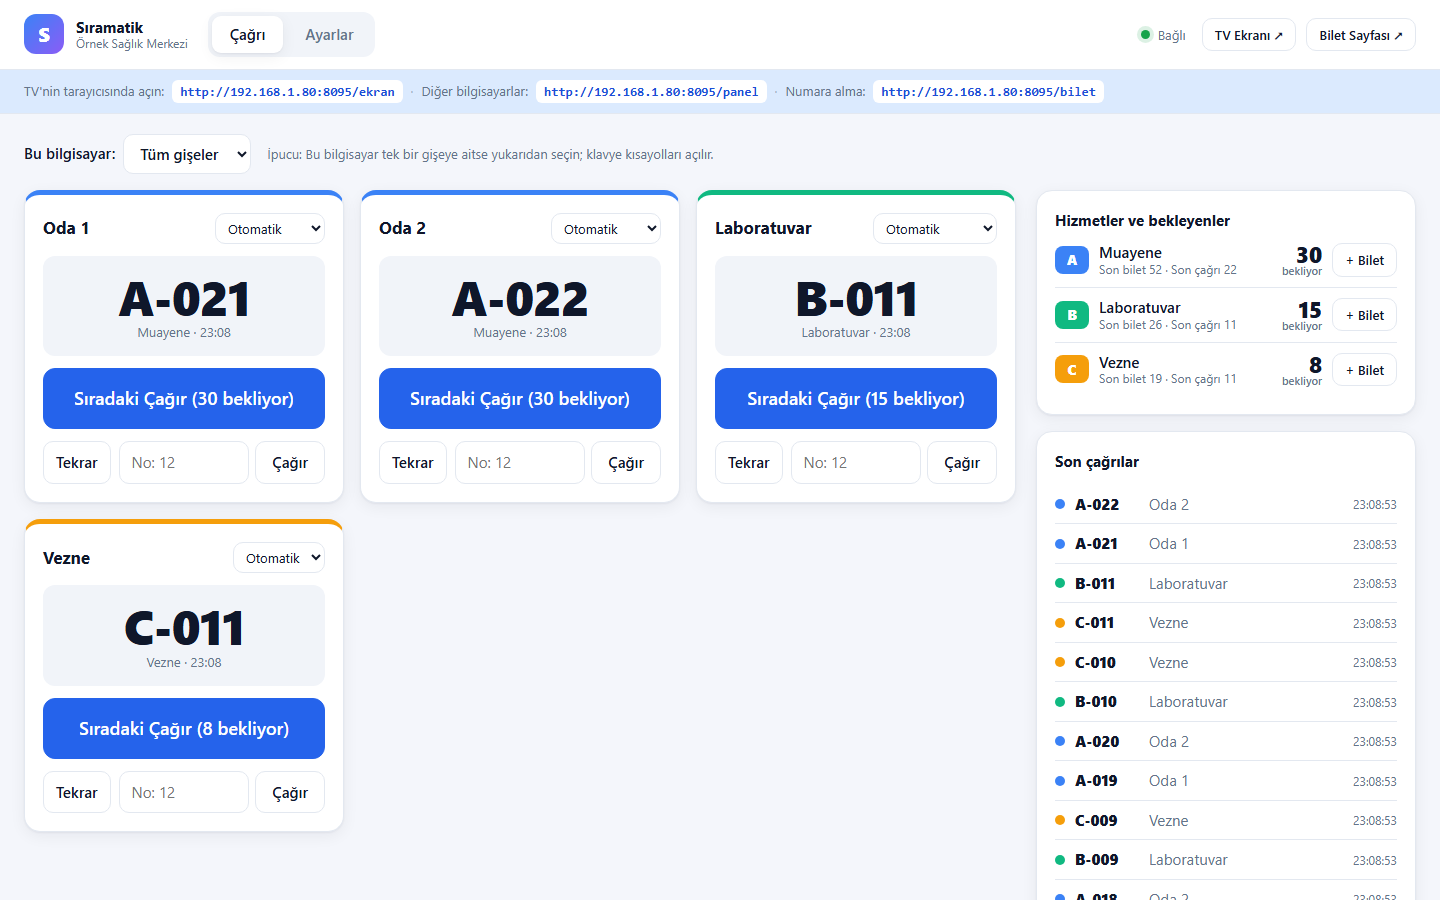 S
Sıramatik
Örnek Sağlık Merkezi
Çağrı
Ayarlar
Bağlı
TV Ekranı ↗
Bilet Sayfası ↗
TV'nin tarayıcısında açın: http://192.168.1.80:8095/ekran · Diğer bilgisayarlar: http://192.168.1.80:8095/panel · Numara alma: http://192.168.1.80:8095/bilet
Bu bilgisayar: Tüm gişeler
İpucu: Bu bilgisayar tek bir gişeye aitse yukarıdan seçin; klavye kısayolları açılır.
Oda 1
Otomatik
A-021
Muayene · 23:08
Sıradaki Çağır (30 bekliyor)
Tekrar
No: 12
Çağır
Oda 2
Otomatik
A-022
Muayene · 23:08
Sıradaki Çağır (30 bekliyor)
Tekrar
No: 12
Çağır
Laboratuvar
Otomatik
B-011
Laboratuvar · 23:08
Sıradaki Çağır (15 bekliyor)
Tekrar
No: 12
Çağır
Vezne
Otomatik
C-011
Vezne · 23:08
Sıradaki Çağır (8 bekliyor)
Tekrar
No: 12
Çağır
Hizmetler ve bekleyenler
A
Muayene
Son bilet 52 · Son çağrı 22
30
bekliyor
+ Bilet
B
Laboratuvar
Son bilet 26 · Son çağrı 11
15
bekliyor
+ Bilet
C
Vezne
Son bilet 19 · Son çağrı 11
8
bekliyor
+ Bilet
Son çağrılar
A-022 Oda 2 23:08:53
A-021 Oda 1 23:08:53
B-011 Laboratuvar 23:08:53
C-011 Vezne 23:08:53
C-010 Vezne 23:08:53
B-010 Laboratuvar 23:08:53
A-020 Oda 2 23:08:53
A-019 Oda 1 23:08:53
C-009 Vezne 23:08:53
B-009 Laboratuvar 23:08:53
A-018 Oda 2 23:08:53